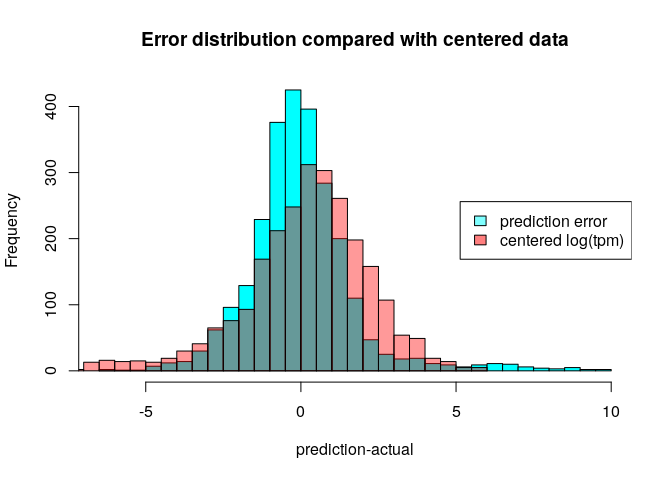 Error distribution compared with centered data
Frequency
400
300
200
100
0
prediction error
centered log(tpm)
-5
0
5
10
prediction-actual